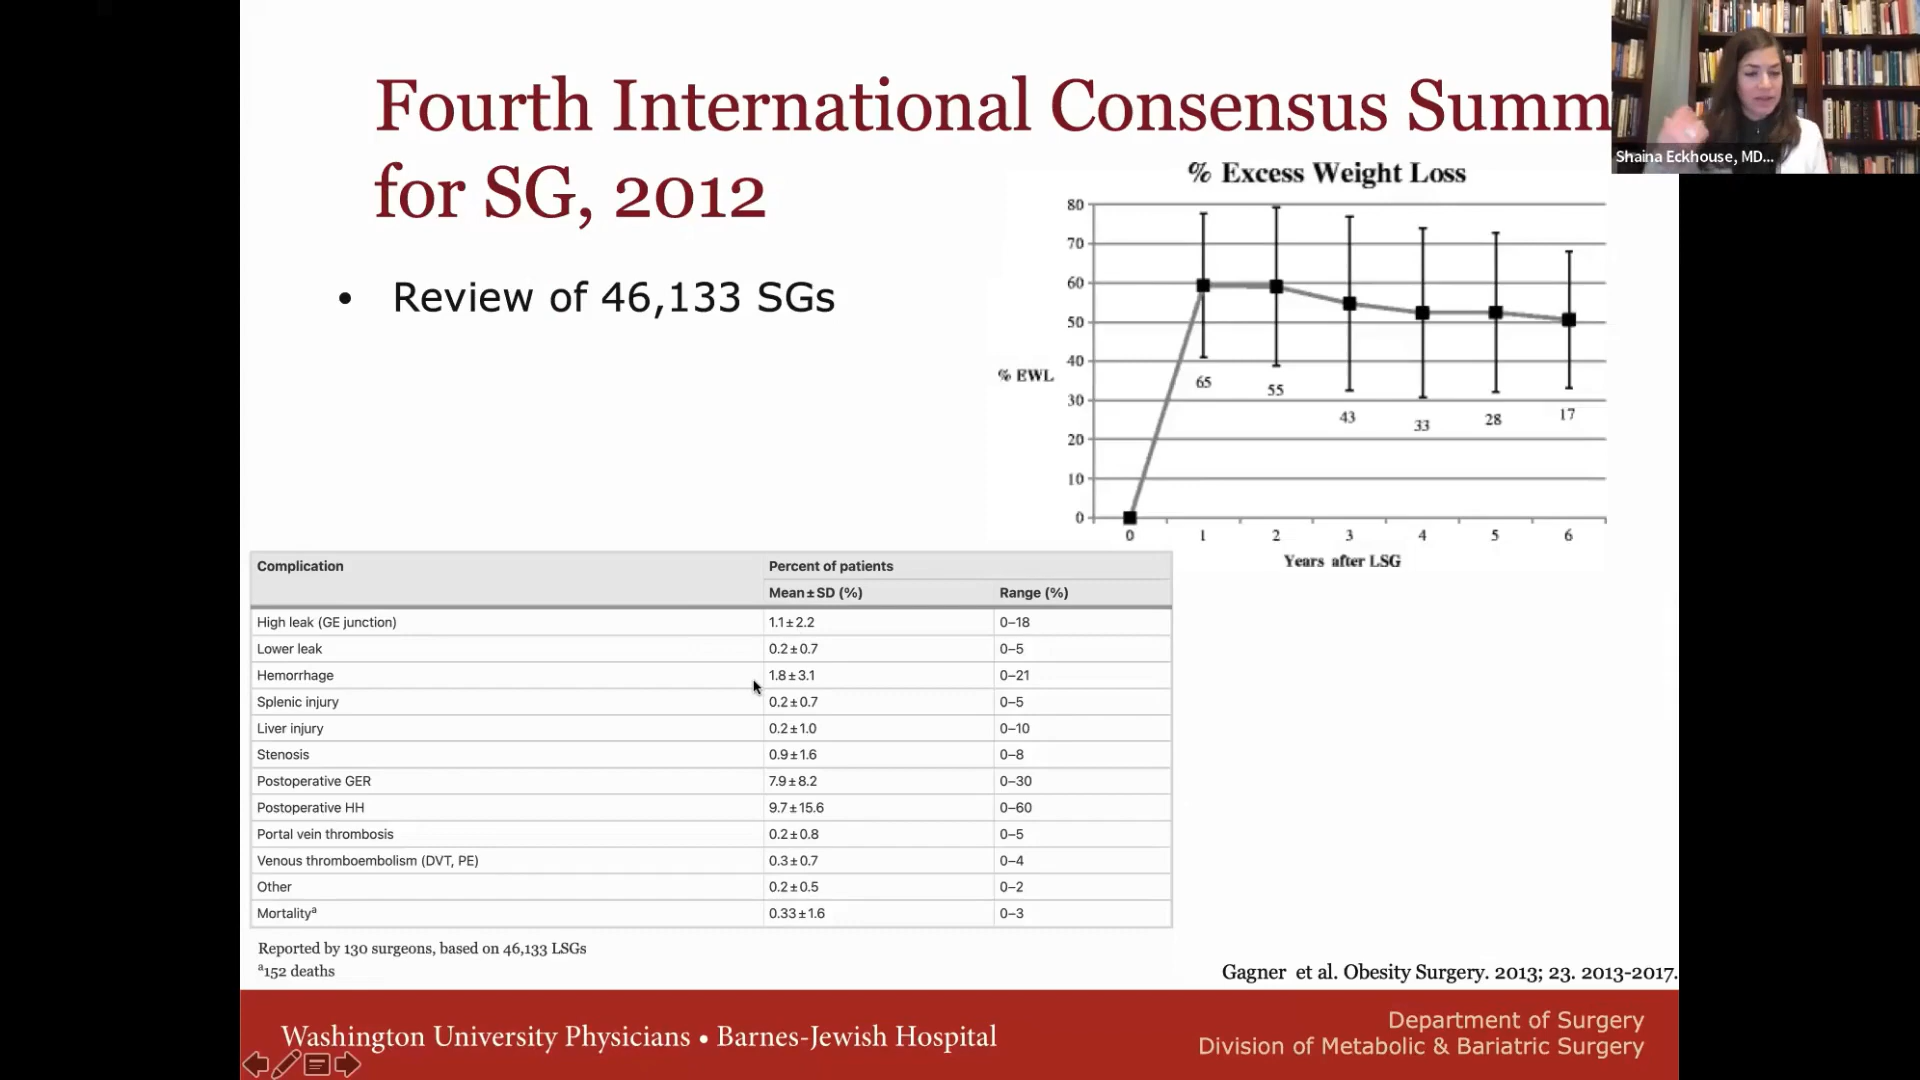 Fourth International Consensus Summ
for SG, 2012
Shaina Eckhouse, MD...
• Review of 46,133 SGs
% Excess Weight Loss
80
70
60
50
% EWL
40
30
20
10
0
65
55
43
33
28
17
0 1 2 3 4 5 6
Years after LSG
Complication Percent of patients
Mean±SD (%) Range (%)
High leak (GE junction) 1.1±2.2 0–18
Lower leak 0.2±0.7 0–5
Hemorrhage 1.8±3.1 0–21
Splenic injury 0.2±0.7 0–5
Liver injury 0.2±1.0 0–10
Stenosis 0.9±1.6 0–8
Postoperative GER 7.9±8.2 0–30
Postoperative HH 9.7±15.6 0–60
Portal vein thrombosis 0.2±0.8 0–5
Venous thromboembolism (DVT, PE) 0.3±0.7 0–4
Other 0.2±0.5 0–2
Mortalityª 0.33±1.6 0–3
Reported by 130 surgeons, based on 46,133 LSGs
ª152 deaths
Gagner et al. Obesity Surgery. 2013; 23. 2013-2017.
Washington University Physicians • Barnes-Jewish Hospital
Department of Surgery
Division of Metabolic & Bariatric Surgery